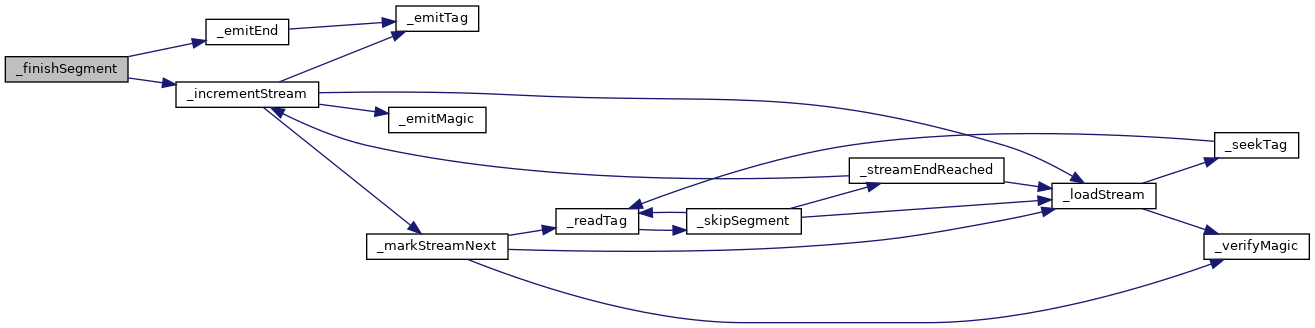 _finishSegment
_emitEnd
_emitTag
_incrementStream
_emitMagic
_markStreamNext
_readTag
_skipSegment
_streamEndReached
_loadStream
_seekTag
_verifyMagic